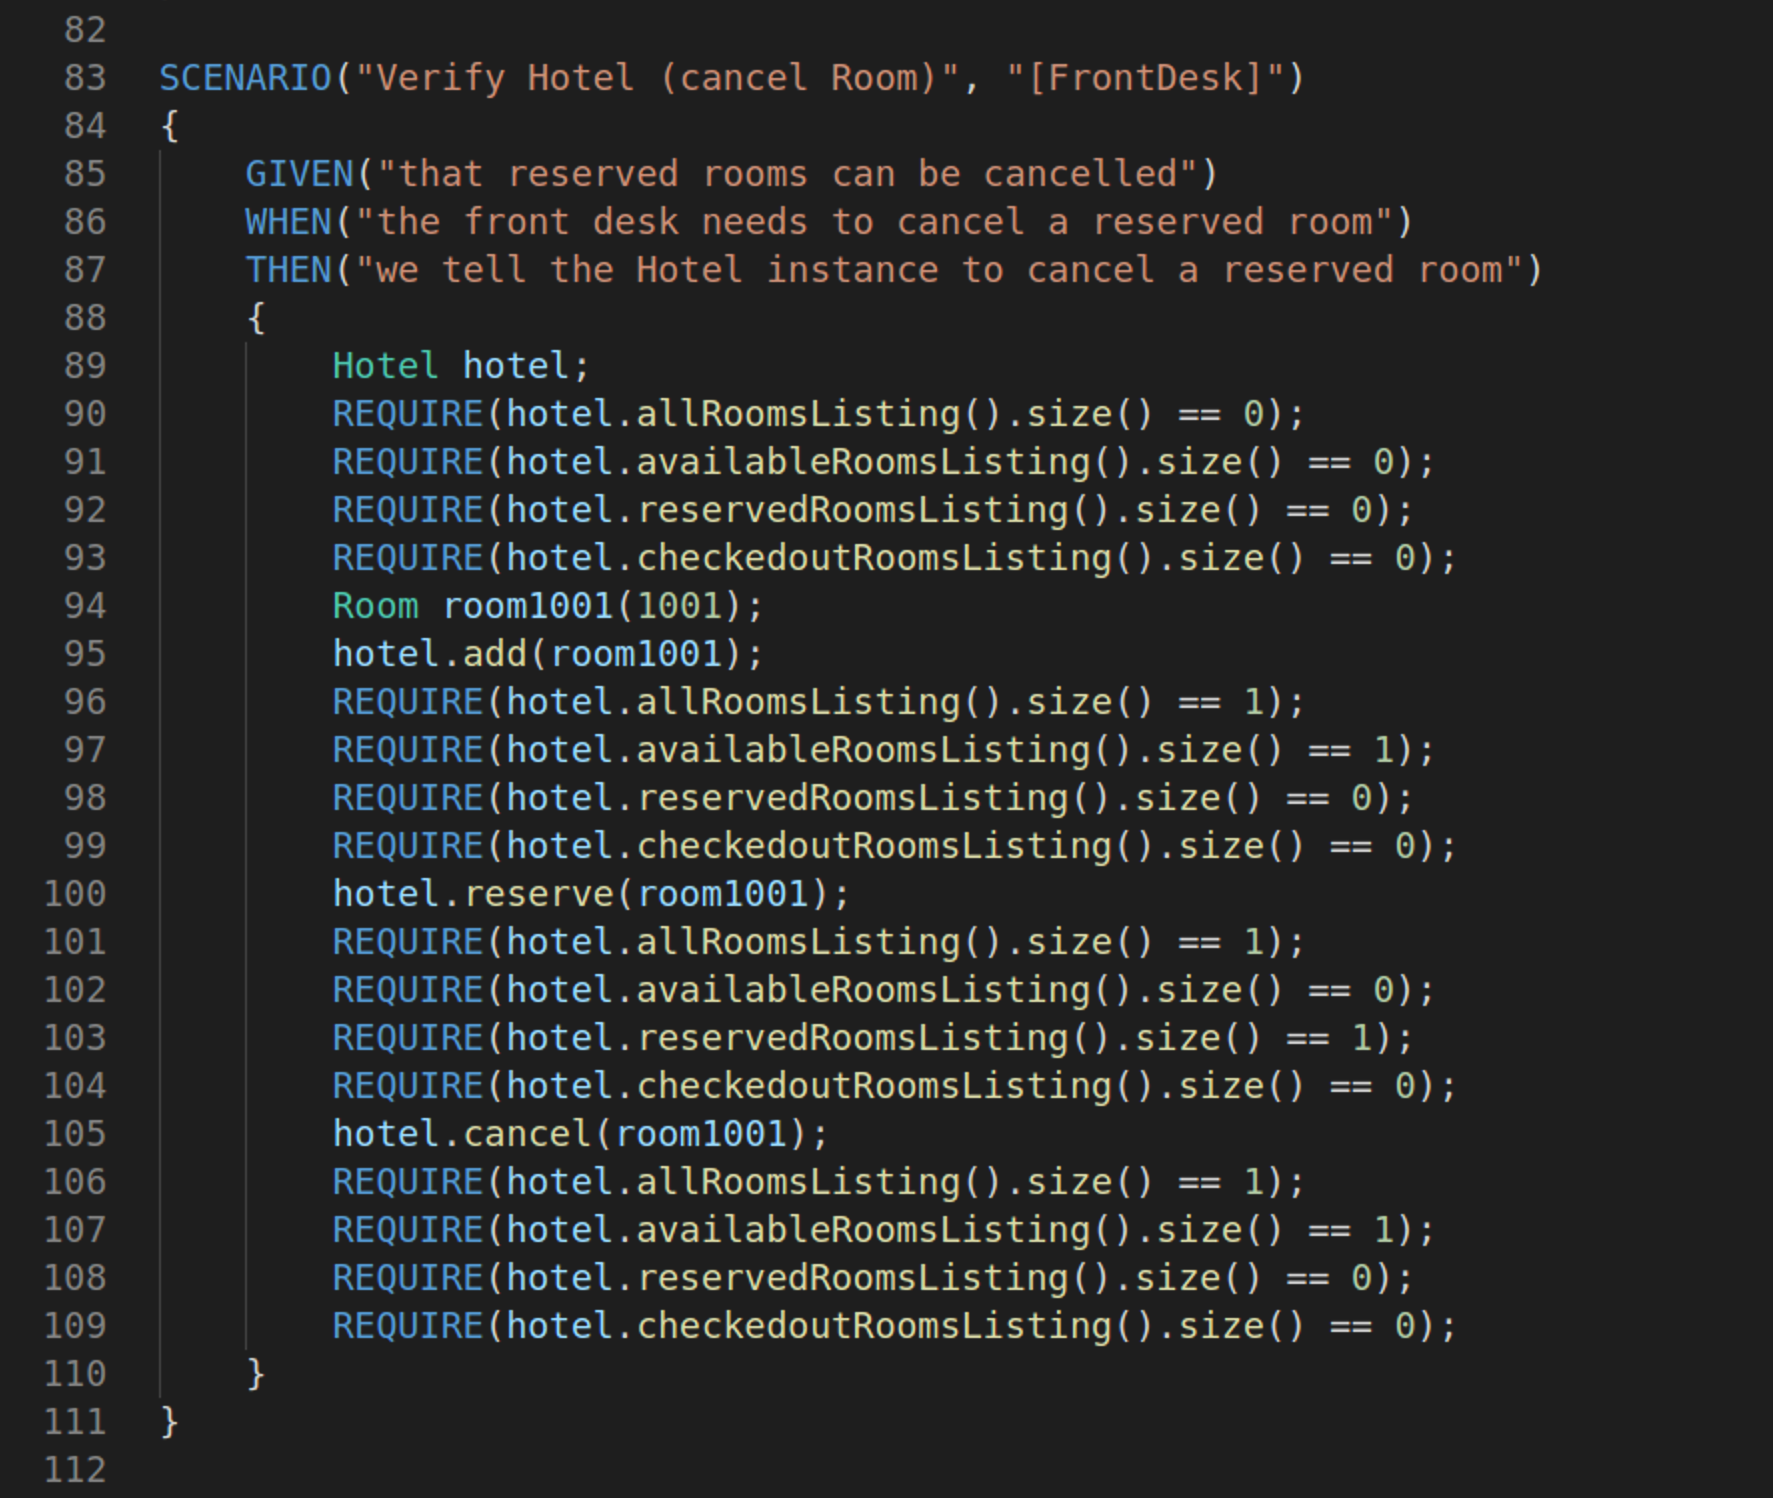 82
83 SCENARIO("Verify Hotel (cancel Room)", "[FrontDesk]")
84 {
85     GIVEN("that reserved rooms can be cancelled")
86     WHEN("the front desk needs to cancel a reserved room")
87     THEN("we tell the Hotel instance to cancel a reserved room")
88     {
89         Hotel hotel;
90         REQUIRE(hotel.allRoomsListing().size() == 0);
91         REQUIRE(hotel.availableRoomsListing().size() == 0);
92         REQUIRE(hotel.reservedRoomsListing().size() == 0);
93         REQUIRE(hotel.checkedoutRoomsListing().size() == 0);
94         Room room1001(1001);
95         hotel.add(room1001);
96         REQUIRE(hotel.allRoomsListing().size() == 1);
97         REQUIRE(hotel.availableRoomsListing().size() == 1);
98         REQUIRE(hotel.reservedRoomsListing().size() == 0);
99         REQUIRE(hotel.checkedoutRoomsListing().size() == 0);
100         hotel.reserve(room1001);
101         REQUIRE(hotel.allRoomsListing().size() == 1);
102         REQUIRE(hotel.availableRoomsListing().size() == 0);
103         REQUIRE(hotel.reservedRoomsListing().size() == 1);
104         REQUIRE(hotel.checkedoutRoomsListing().size() == 0);
105         hotel.cancel(room1001);
106         REQUIRE(hotel.allRoomsListing().size() == 1);
107         REQUIRE(hotel.availableRoomsListing().size() == 1);
108         REQUIRE(hotel.reservedRoomsListing().size() == 0);
109         REQUIRE(hotel.checkedoutRoomsListing().size() == 0);
110     }
111 }
112